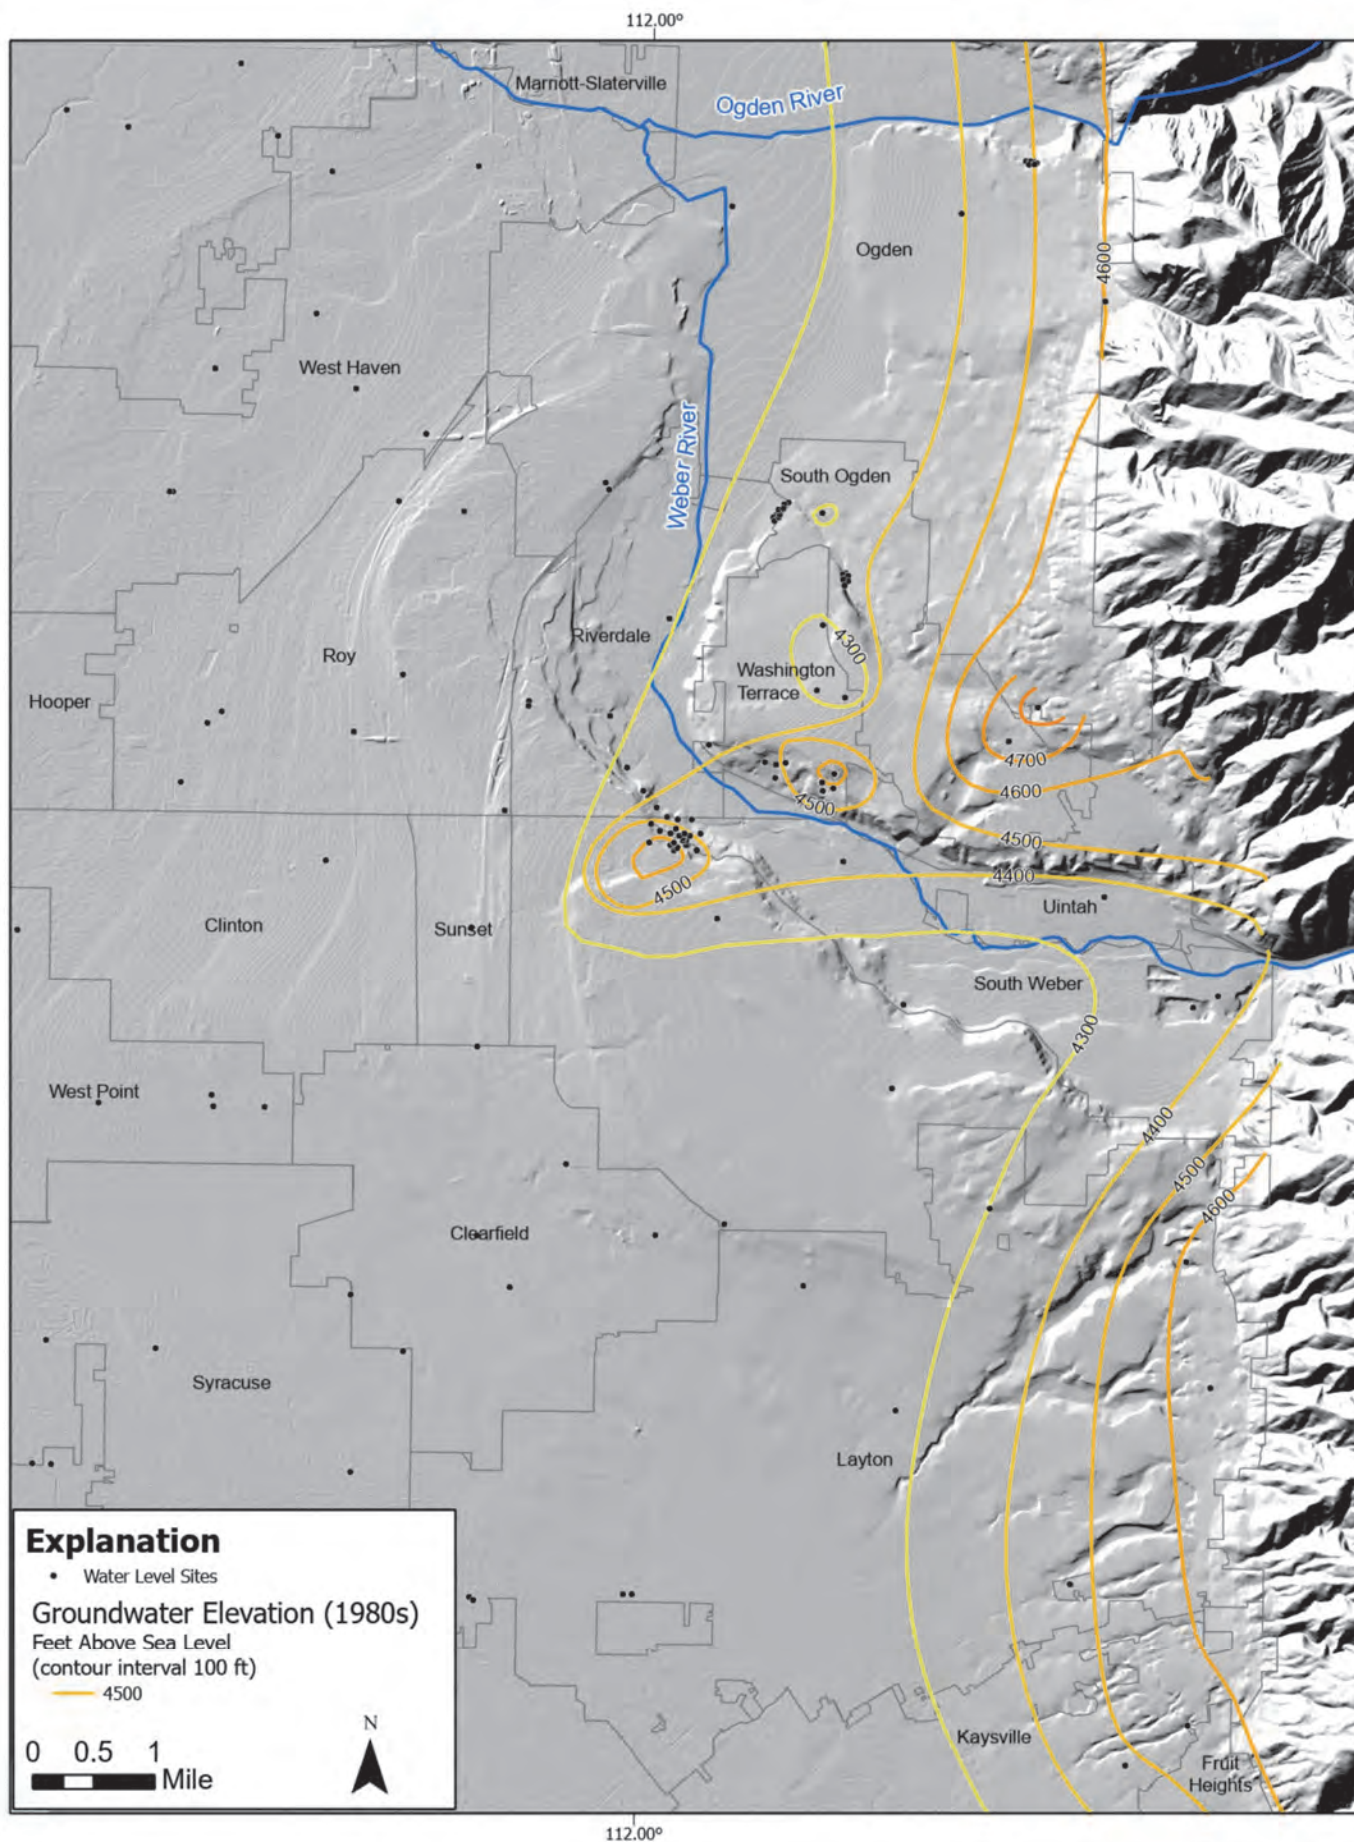 112.00°
Marriott-Slaterville
Ogden River
Ogden
4600
West Haven
Weber River
South Ogden
Riverdale
4300
Roy
Washington
Terrace
Hooper
4700
4600
4500
4500
4400
4500
Uintah
Clinton
Sunset
South Weber
4300
West Point
4400
4500
4600
Clearfield
Syracuse
Layton
Explanation
Water Level Sites
Groundwater Elevation (1980s)
Feet Above Sea Level
(contour interval 100 ft)
4500
N
0 0.5 1
Mile
Kaysville
Fruit
Heights
112.00°